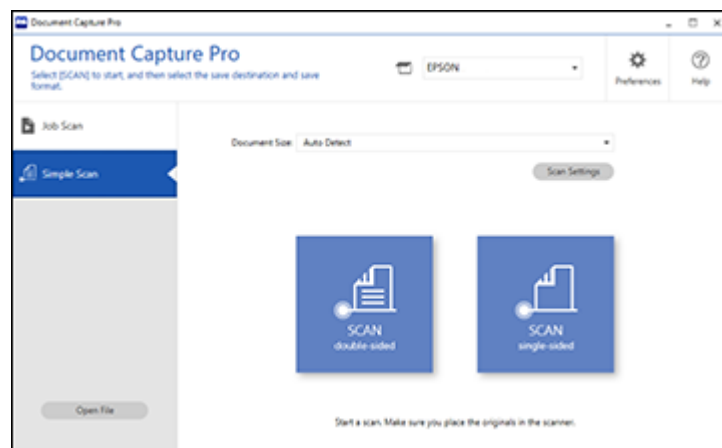 Document Capture Pro
Document Capture Pro
Select [SCAN] to start, and then select the save destination and save
format.
EPSON
Preferences
Help
Job Scan
Simple Scan
Document Size: Auto Detect
Scan Settings
SCAN
double-sided
SCAN
single-sided
Open File
Start a scan. Make sure you place the originals in the scanner.